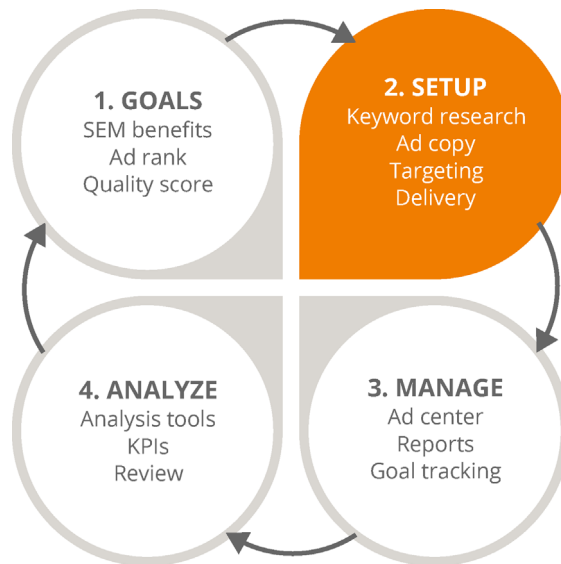 1. GOALS
SEM benefits
Ad rank
Quality score
2. SETUP
Keyword research
Ad copy
Targeting
Delivery
3. MANAGE
Ad center
Reports
Goal tracking
4. ANALYZE
Analysis tools
KPIs
Review